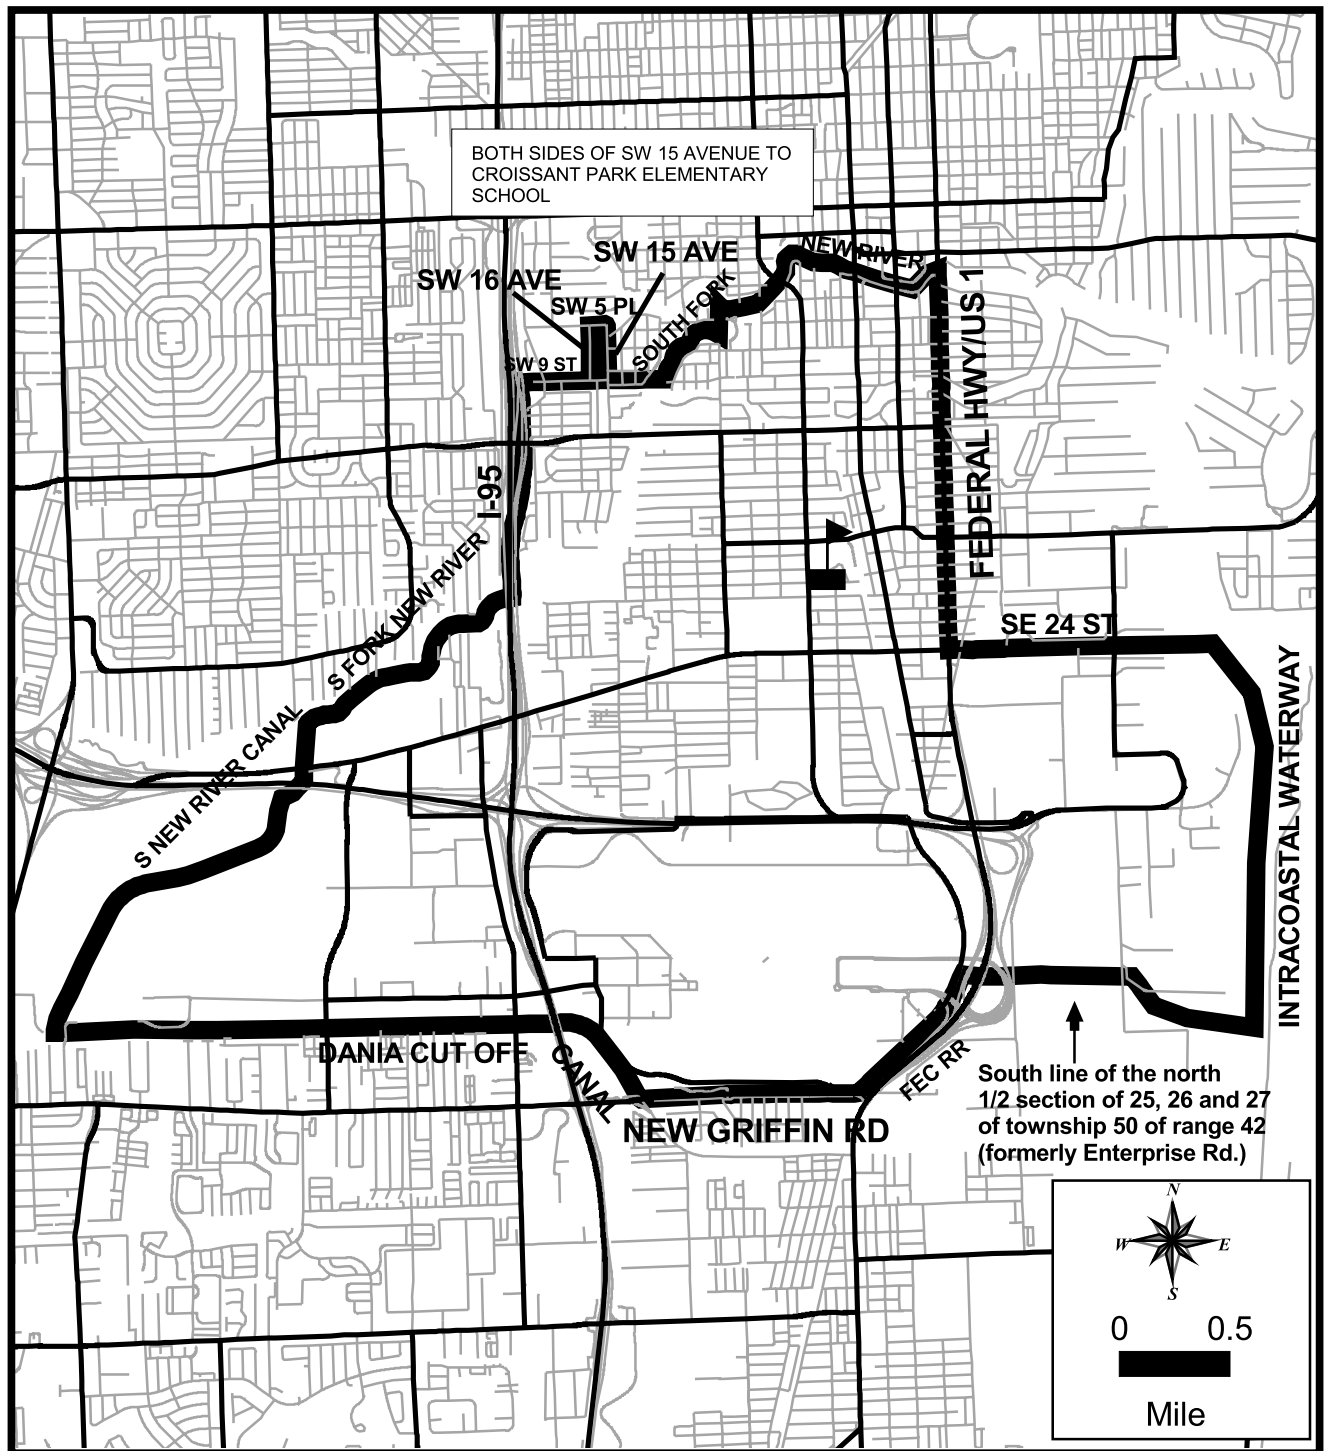 BOTH SIDES OF SW 15 AVENUE TO
CROISSANT PARK ELEMENTARY
SCHOOL
SW 15 AVE
NEW RIVER
SW 16 AVE
SW 5 PL
SOUTH FORK
SW 9 ST
FEDERAL HWY/US 1
I-95
S FORK NEW RIVER
SE 24 ST
S NEW RIVER CANAL
INTRACOASTAL WATERWAY
DANIA CUT OFF
CANAL
FEC RR
NEW GRIFFIN RD
South line of the north
1/2 section of 25, 26 and 27
of township 50 of range 42
(formerly Enterprise Rd.)
N
W E
S
0 0.5
Mile